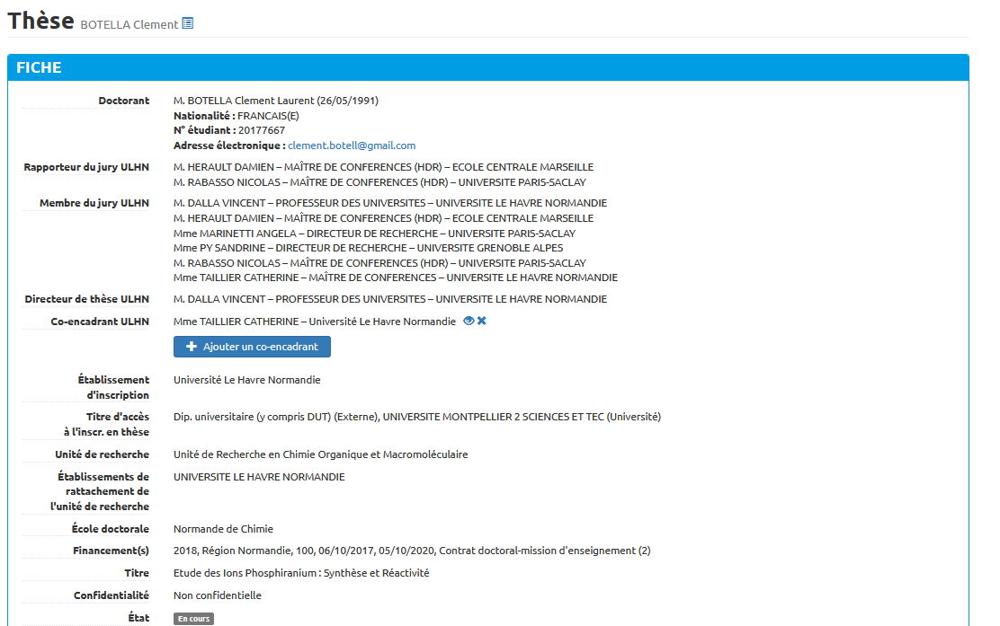 Thèse BOTELLA Clement
FICHE
Doctorant M. BOTELLA Clement Laurent (26/05/1991)
Nationalité : FRANCAIS(E)
N° étudiant : 20177667
Adresse électronique : clement.botell@gmail.com
Rapporteur du jury ULHN M. HERAULT DAMIEN – MAÎTRE DE CONFERENCES (HDR) – ECOLE CENTRALE MARSEILLE
M. RABASSO NICOLAS – MAÎTRE DE CONFERENCES (HDR) – UNIVERSITE PARIS-SACLAY
Membre du jury ULHN M. DALLA VINCENT – PROFESSEUR DES UNIVERSITES – UNIVERSITE LE HAVRE NORMANDIE
M. HERAULT DAMIEN – MAÎTRE DE CONFERENCES (HDR) – ECOLE CENTRALE MARSEILLE
Mme MARINETTI ANGELA – DIRECTEUR DE RECHERCHE – UNIVERSITE PARIS-SACLAY
Mme PY SANDRINE – DIRECTEUR DE RECHERCHE – UNIVERSITE GRENOBLE ALPES
M. RABASSO NICOLAS – MAÎTRE DE CONFERENCES (HDR) – UNIVERSITE PARIS-SACLAY
Mme TAILLIER CATHERINE – MAÎTRE DE CONFERENCES – UNIVERSITE LE HAVRE NORMANDIE
Directeur de thèse ULHN M. DALLA VINCENT – PROFESSEUR DES UNIVERSITES – UNIVERSITE LE HAVRE NORMANDIE
Co-encadrant ULHN Mme TAILLIER CATHERINE – Université Le Havre Normandie
Ajouter un co-encadrant
Établissement Université Le Havre Normandie
d'inscription
Titre d'accès Dip. universitaire (y compris DUT) (Externe), UNIVERSITE MONTPELLIER 2 SCIENCES ET TEC (Université)
à l'inscr. en thèse
Unité de recherche Unité de Recherche en Chimie Organique et Macromoléculaire
Établissements de UNIVERSITE LE HAVRE NORMANDIE
rattachement de
l'unité de recherche
École doctorale Normande de Chimie
Financement(s) 2018, Région Normandie, 100, 06/10/2017, 05/10/2020, Contrat doctoral-mission d'enseignement (2)
Titre Etude des Ions Phosphiranium : Synthèse et Réactivité
Confidentialité Non confidentielle
État En cours